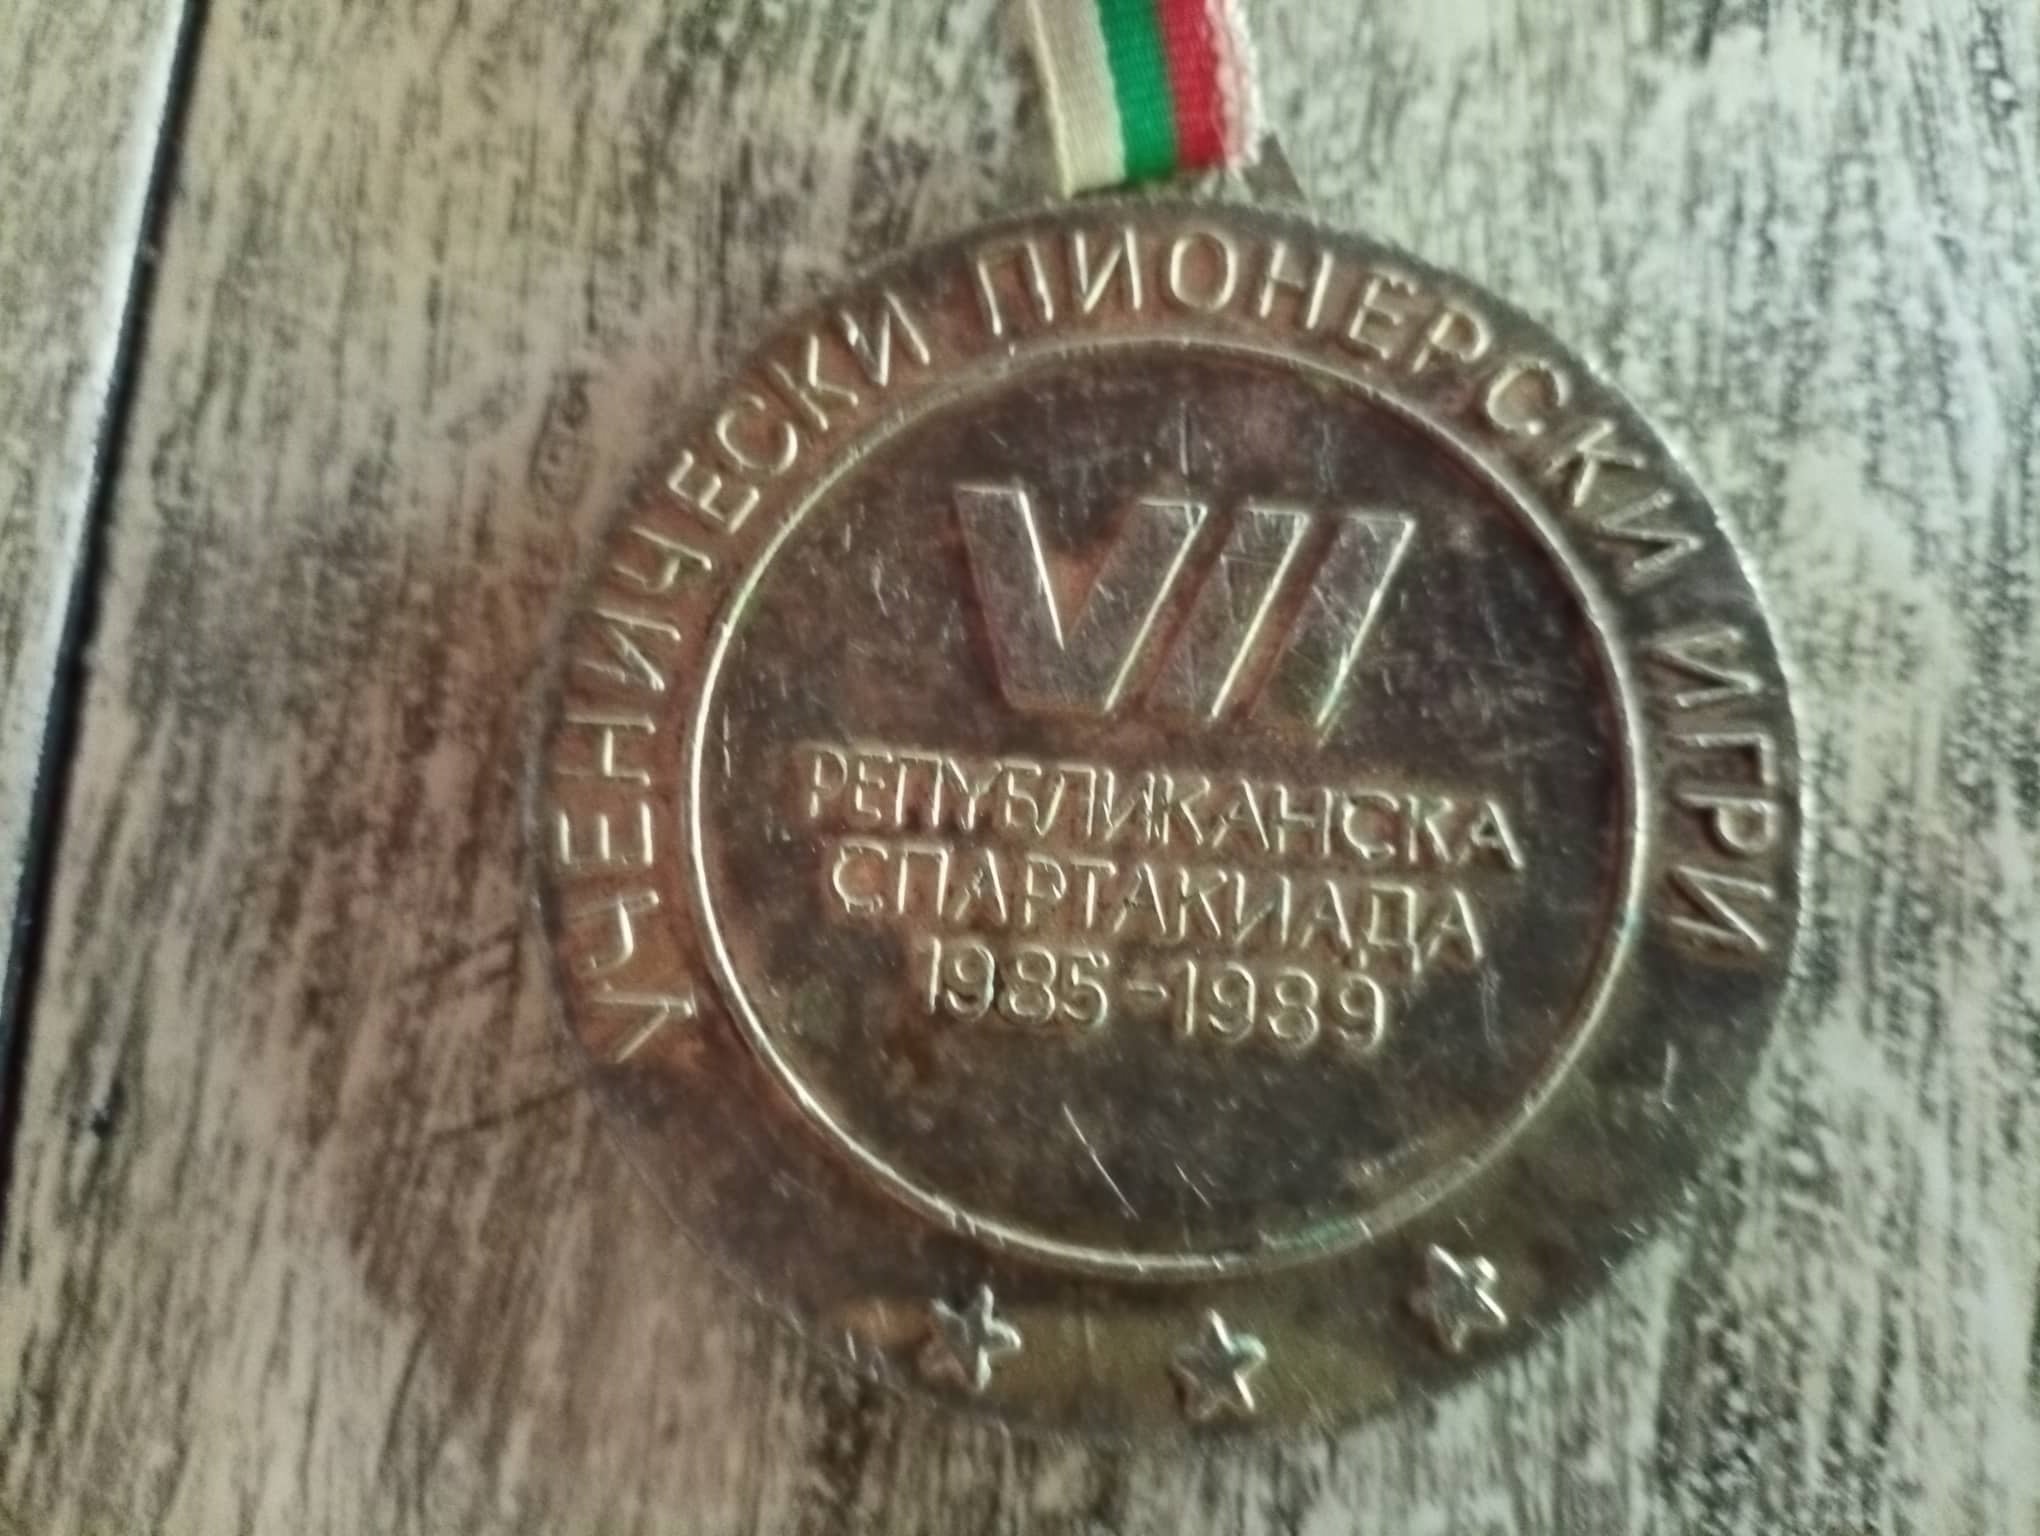 УЧЕНИЧЕСКИ ПИОНЕРСКИ ИГРИ
VII
РЕПУБЛИКАНСКА
СПАРТАКИАДА
1985-1989